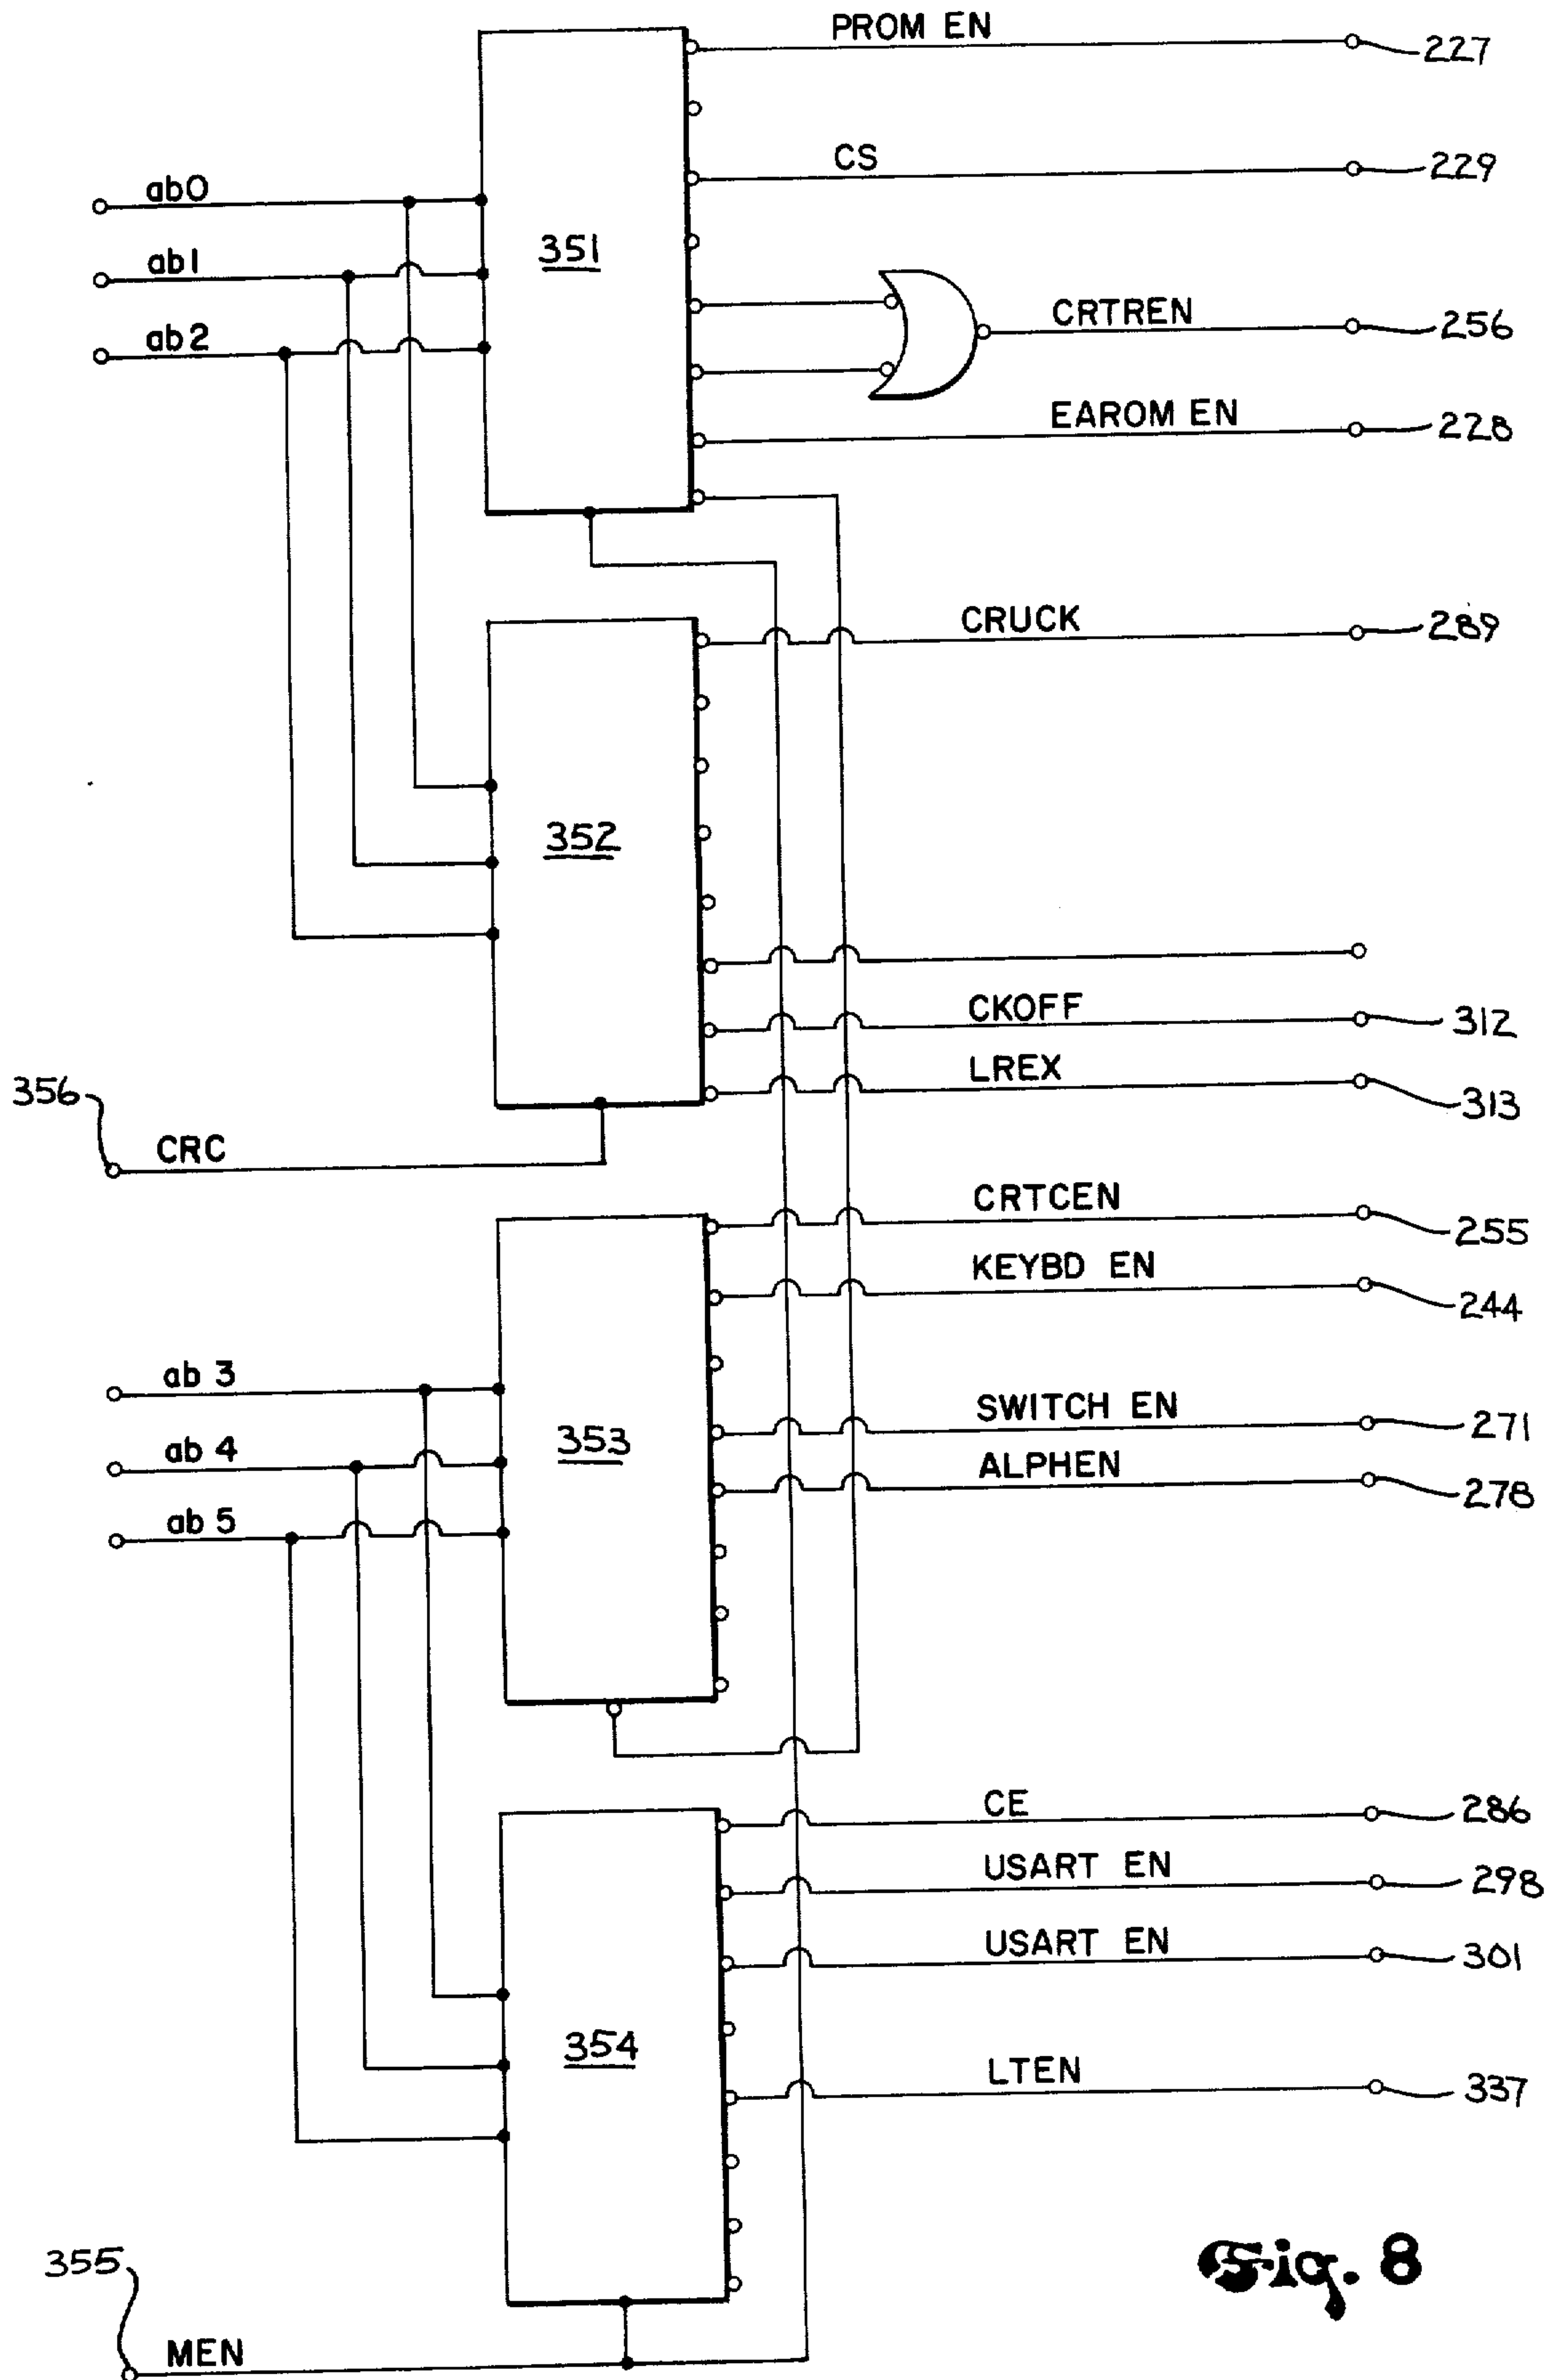 PROM EN
227
CS
229
ab0
351
ab1
CRTREN
256
ab2
EAROM EN
228
CRUCK
289
352
CKOFF
312
LREX
313
356
CRC
CRTCEN
255
KEYBD EN
244
ab 3
SWITCH EN
271
353
ab 4
ALPHEN
278
ab 5
CE
286
USART EN
298
USART EN
301
354
LTEN
337
355
MEN
Fig. 8